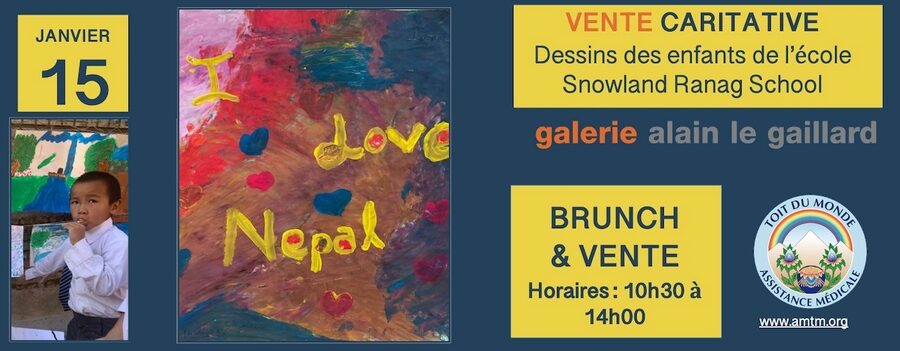 JANVIER
15
I
Love
Nepal
VENTE CARITATIVE
Dessins des enfants de l'école
Snowland Ranag School
galerie alain le gaillard
BRUNCH
& VENTE
Horaires : 10h30 à
14h00
TOIT DU MONDE
ASSISTANCE MÉDICALE
www.amtm.org